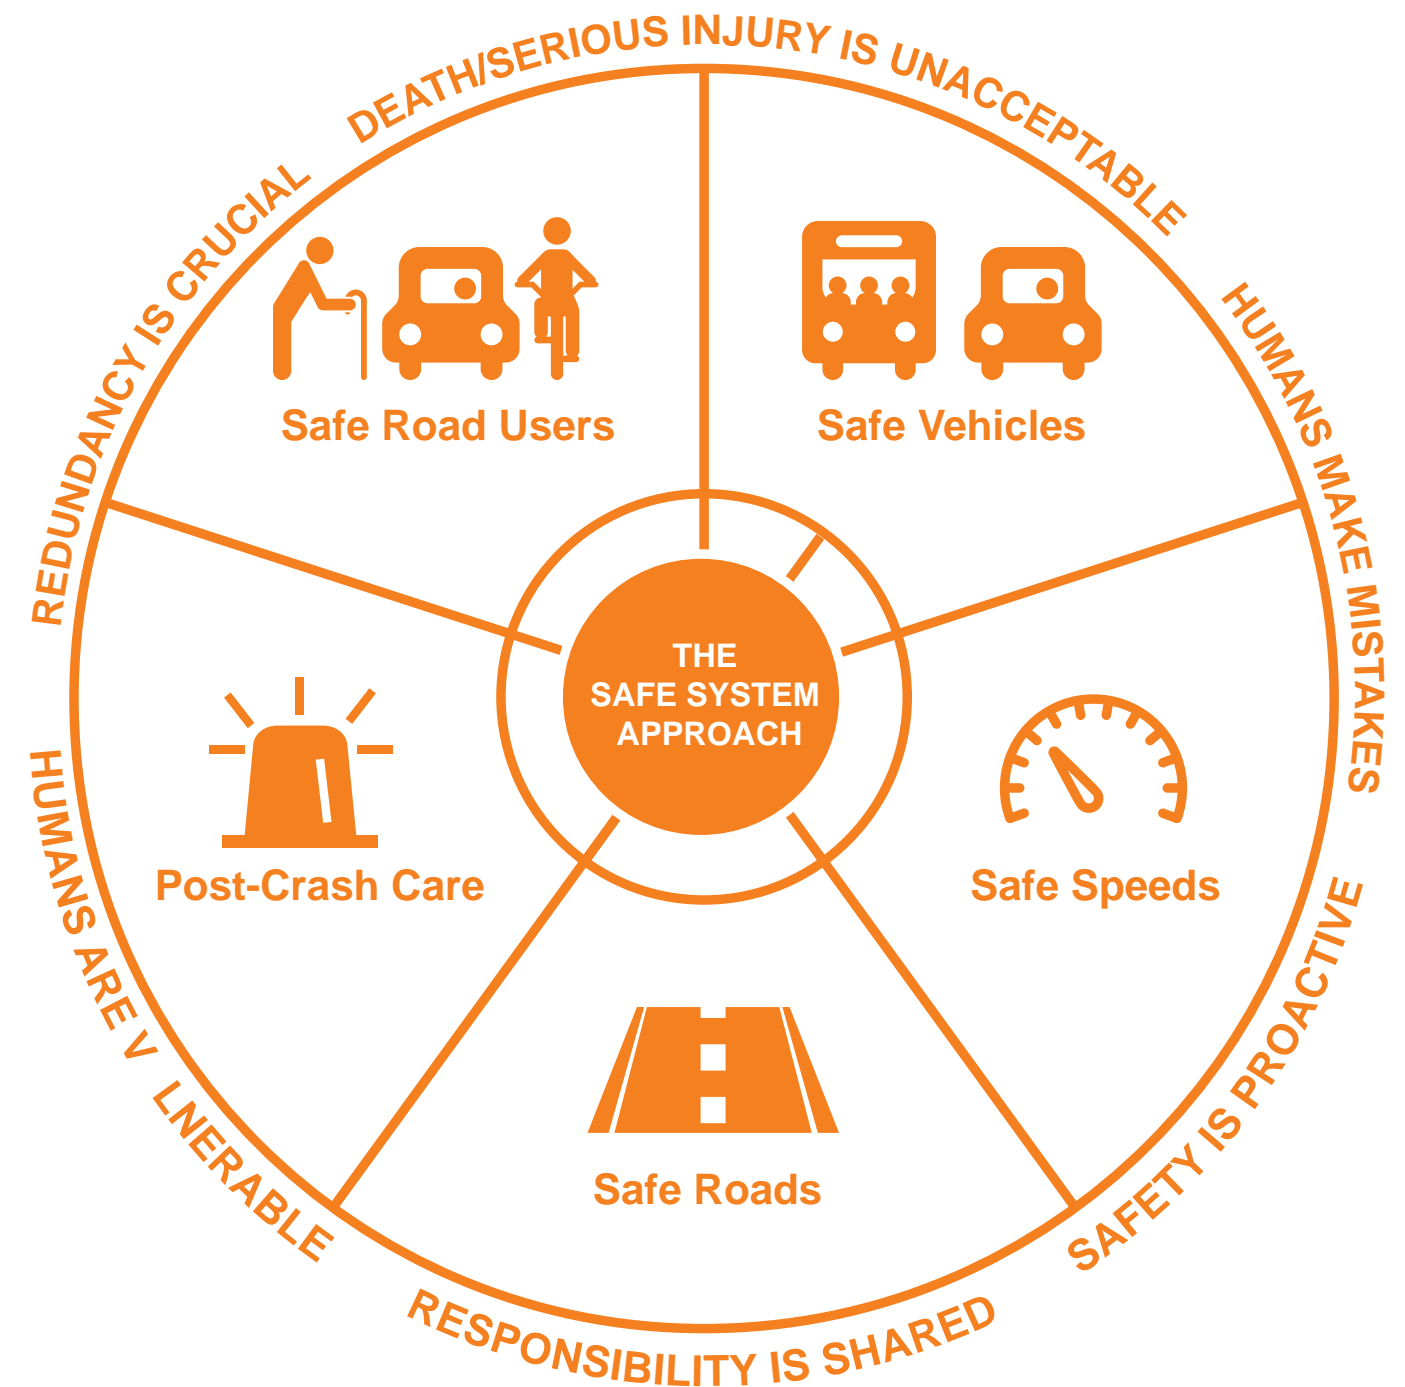 DEATH/SERIOUS INJURY IS UNACCEPTABLE
HUMANS MAKE MISTAKES
SAFETY IS PROACTIVE
RESPONSIBILITY IS SHARED
HUMANS ARE V LNERABLE
REDUNDANCY IS CRUCIAL
Safe Road Users
Safe Vehicles
THE
SAFE SYSTEM
APPROACH
Post-Crash Care
Safe Speeds
Safe Roads